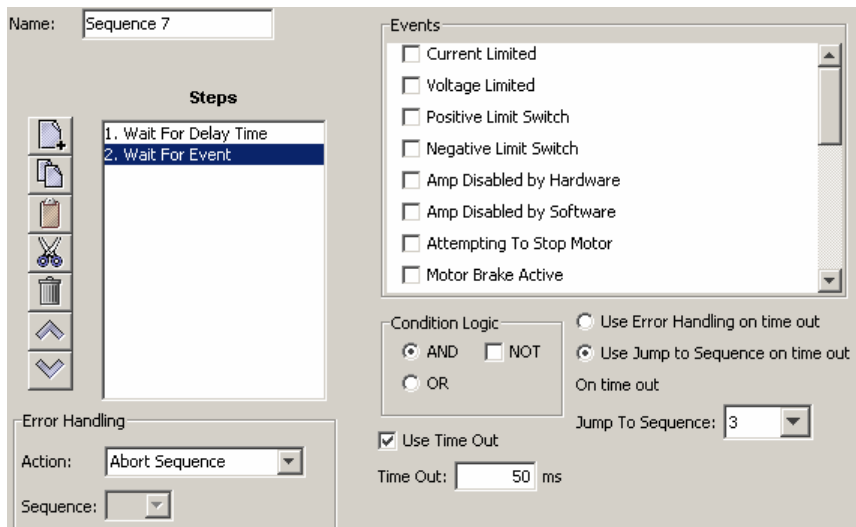 Name: Sequence 7
Steps
1. Wait For Delay Time
2. Wait For Event
Error Handling
Action: Abort Sequence
Sequence:
Events
Current Limited
Voltage Limited
Positive Limit Switch
Negative Limit Switch
Amp Disabled by Hardware
Amp Disabled by Software
Attempting To Stop Motor
Motor Brake Active
Condition Logic
AND NOT
OR
Use Error Handling on time out
Use Jump to Sequence on time out
On time out
Jump To Sequence: 3
Use Time Out
Time Out: 50 ms